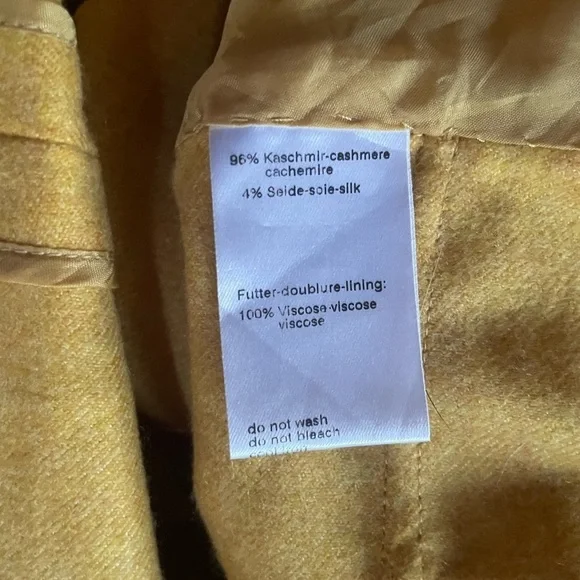 96% Kaschmir-cashmere
cachemire
4% Seide-soie-silk
Futter-doublure-lining:
100% Viscose-viscose
viscose
do not wash
do not bleach